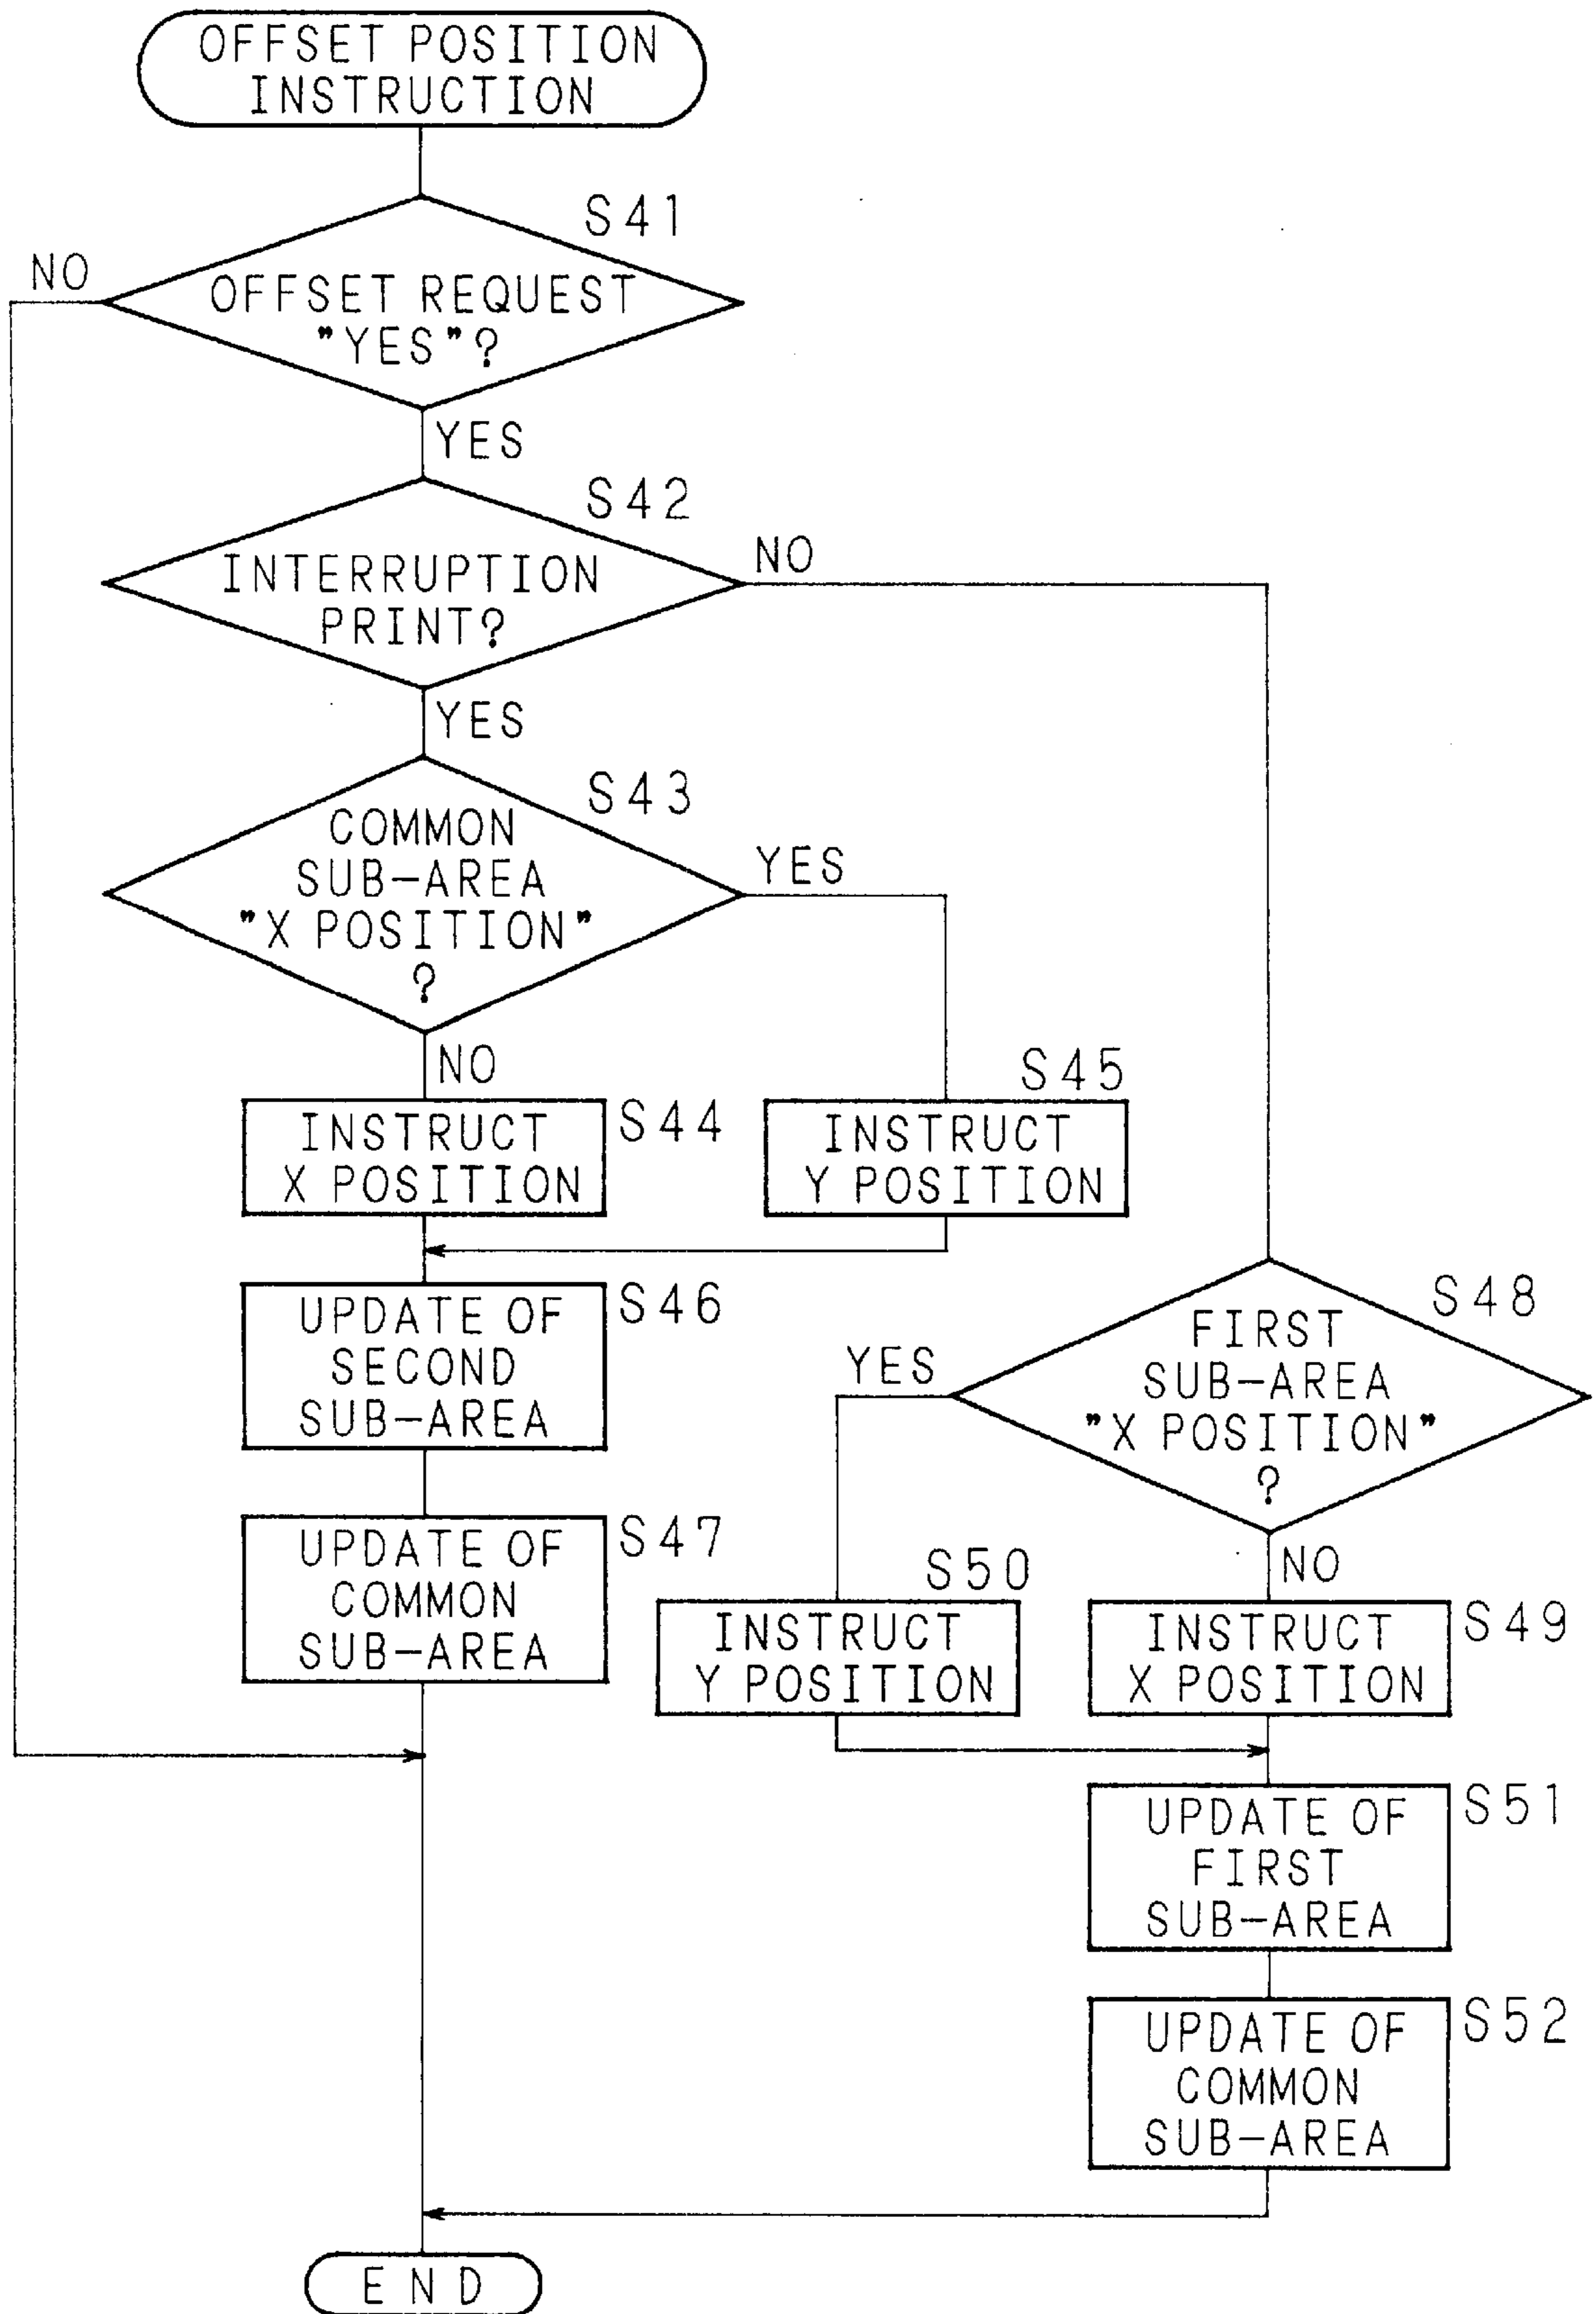 OFFSET POSITION
INSTRUCTION
S41
NO
OFFSET REQUEST
"YES"?
YES
S42
INTERRUPTION
PRINT?
NO
YES
S43
COMMON
SUB-AREA
"X POSITION"
?
YES
NO
S44
INSTRUCT
X POSITION
S45
INSTRUCT
Y POSITION
S46
UPDATE OF
SECOND
SUB-AREA
S47
UPDATE OF
COMMON
SUB-AREA
S48
FIRST
SUB-AREA
"X POSITION"
?
YES
NO
S50
INSTRUCT
Y POSITION
S49
INSTRUCT
X POSITION
S51
UPDATE OF
FIRST
SUB-AREA
S52
UPDATE OF
COMMON
SUB-AREA
END